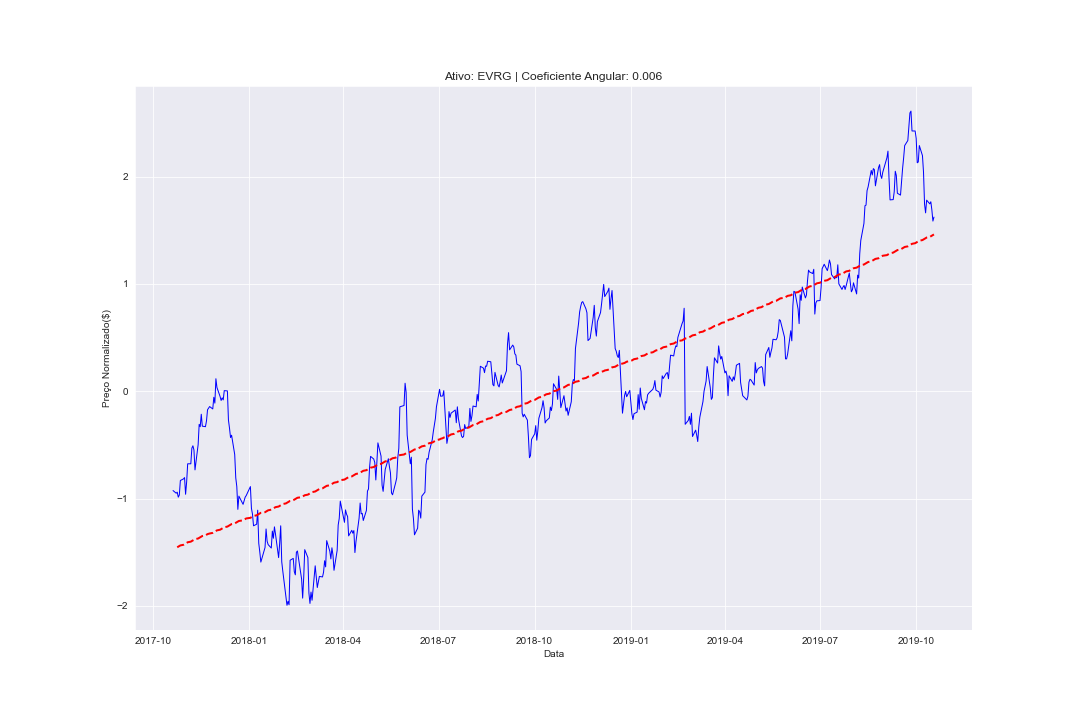 Ativo: EVRG | Coeficiente Angular: 0.006
Preço Normalizado($)
2
1
0
−1
−2
2017-10 2018-01 2018-04 2018-07 2018-10 2019-01 2019-04 2019-07 2019-10
Data